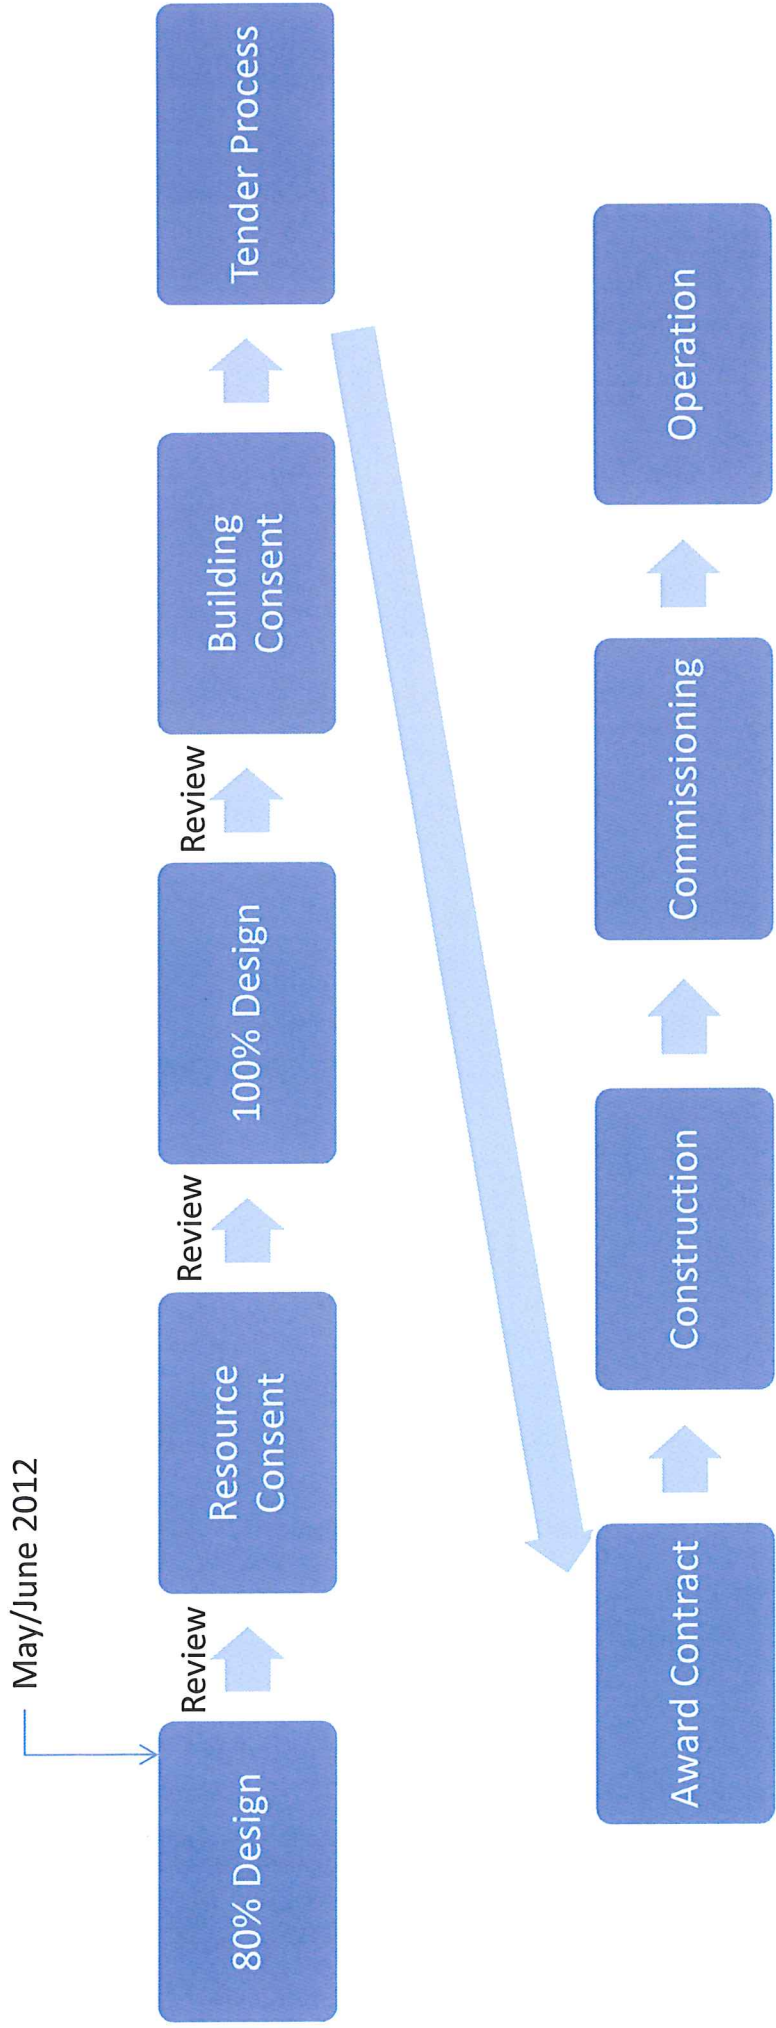 May/June 2012
80% Design
Review
Resource
Consent
Review
100% Design
Review
Building
Consent
Tender Process
Award Contract
Construction
Commissioning
Operation